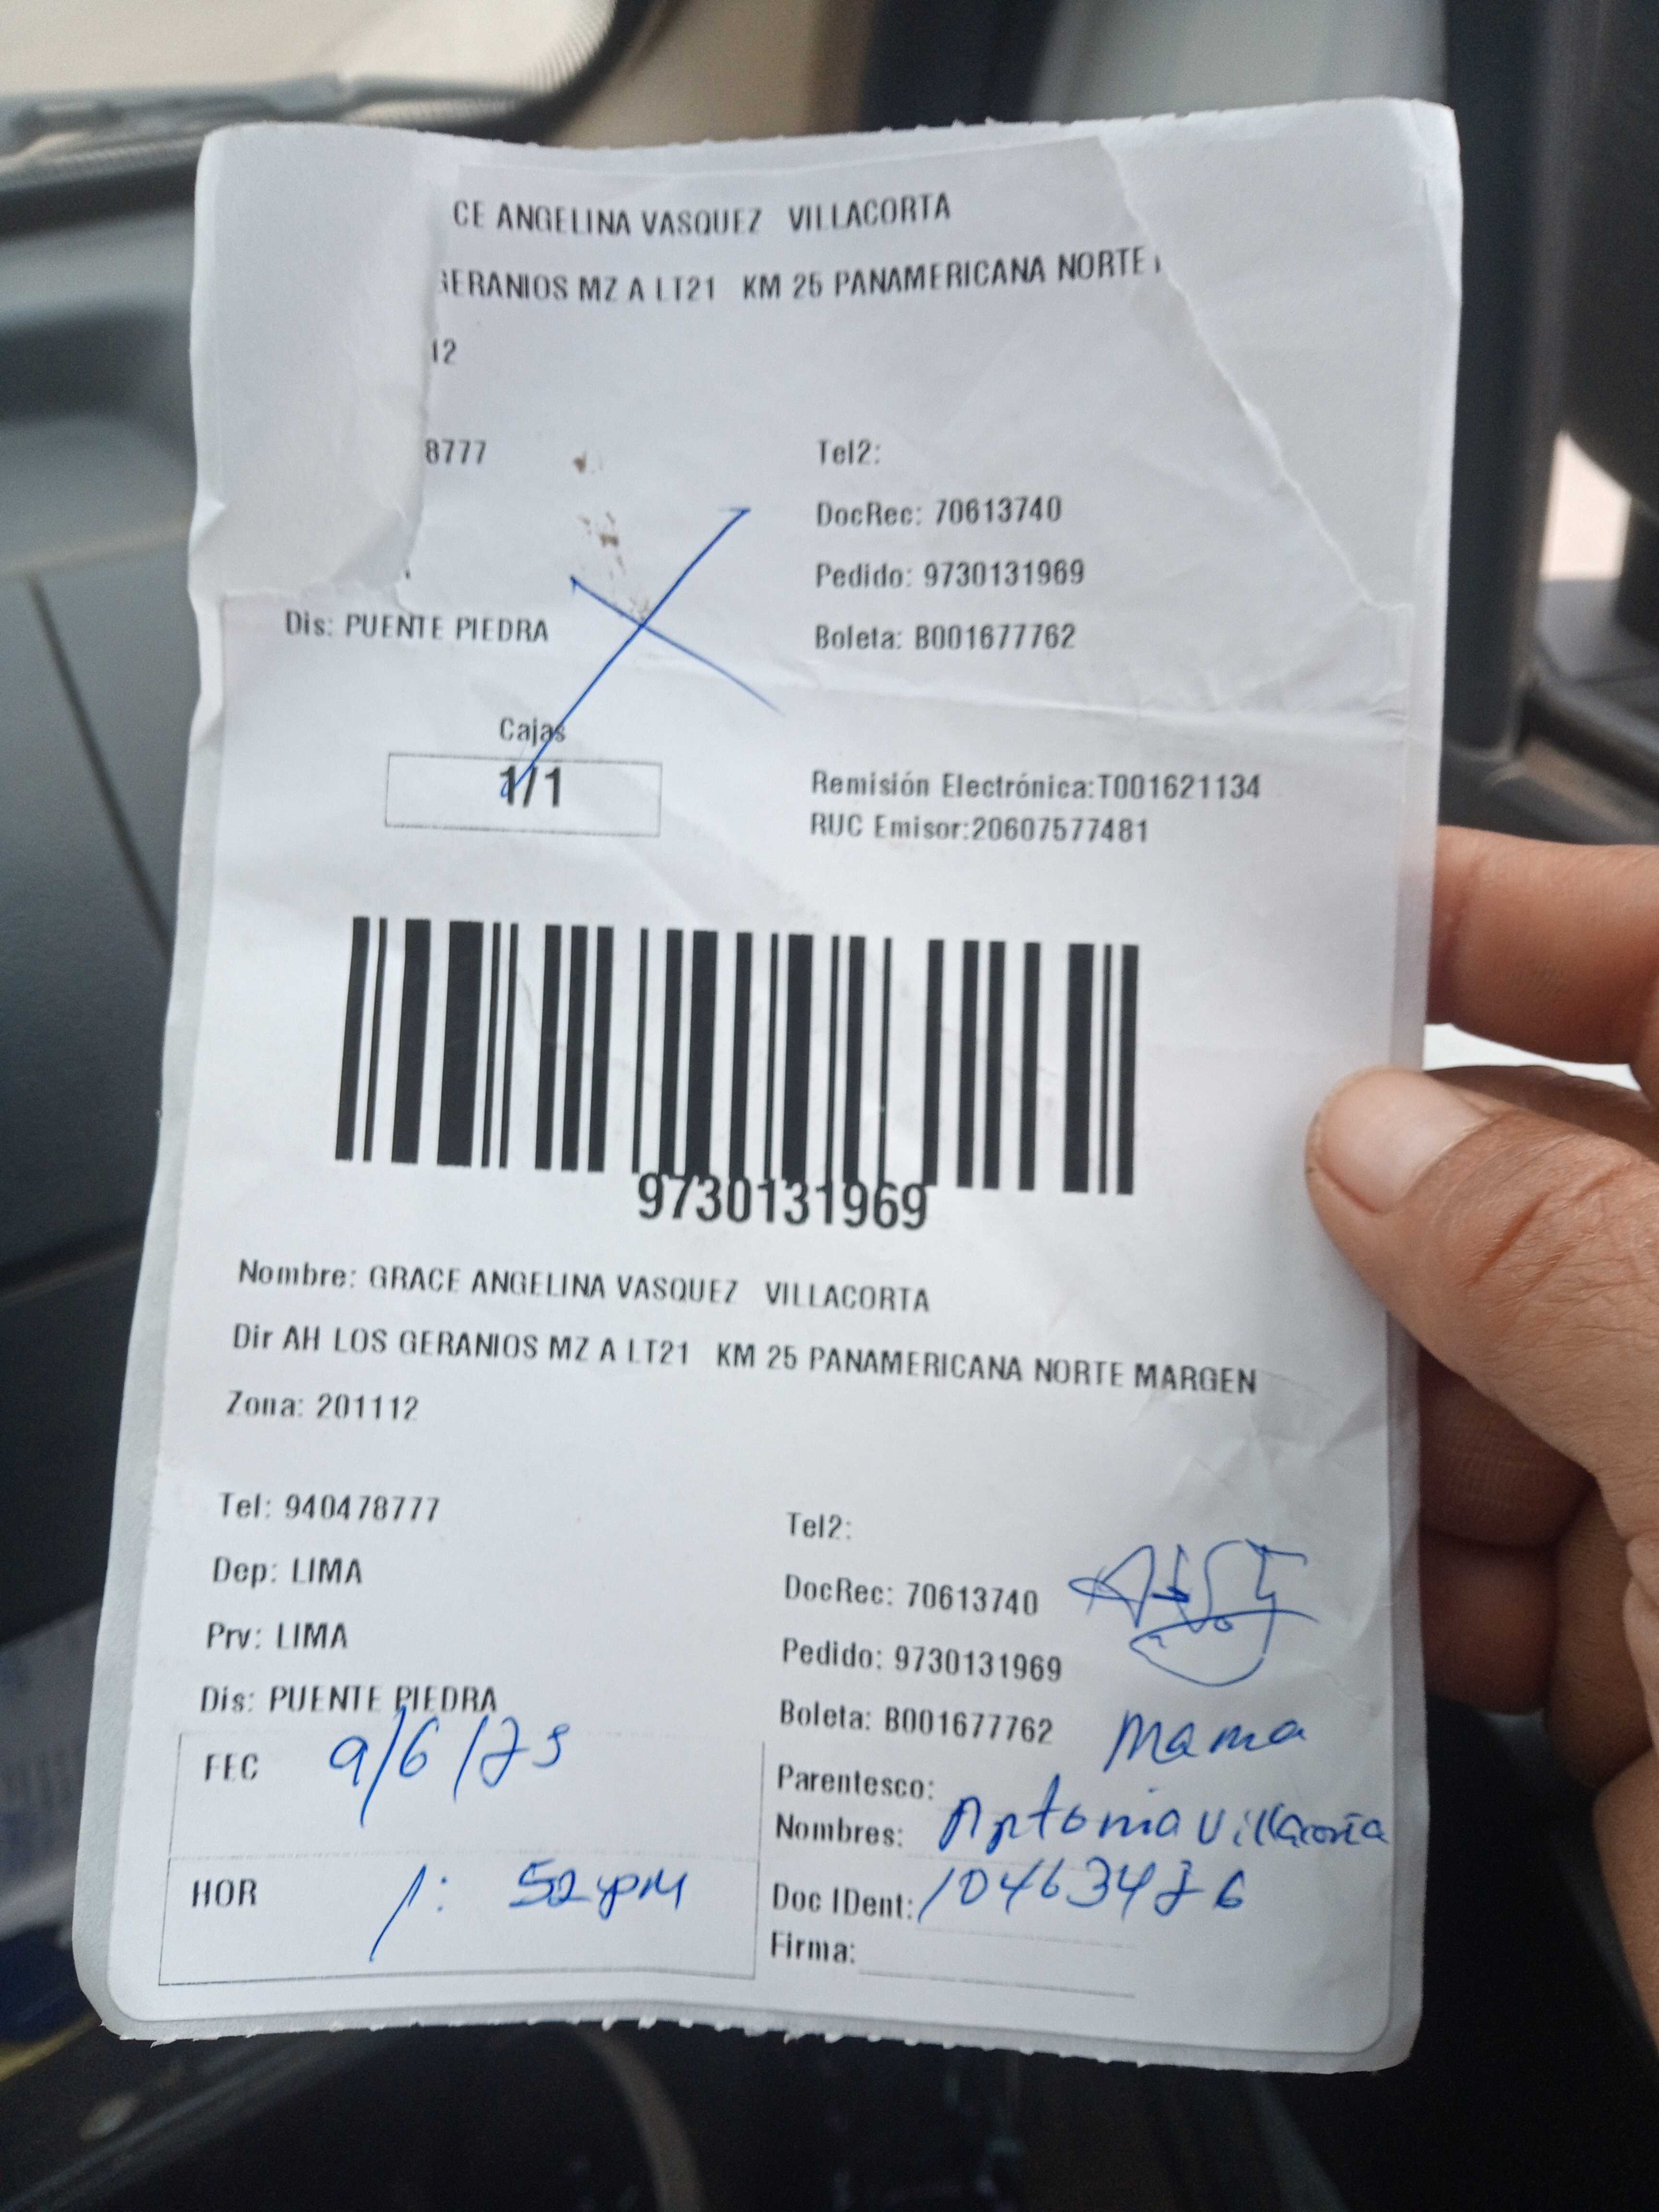 CE ANGELINA VASQUEZ VILLACORTA
GERANIOS MZ A LT21 KM 25 PANAMERICANA NORTE
12
8777
Tel2:
DocRec: 70613740
Pedido: 9730131969
Dis: PUENTE PIEDRA
Boleta: B001677762
Cajas
1/1
Remisión Electrónica:T001621134
RUC Emisor:20607577481
9730131969
Nombre: GRACE ANGELINA VASQUEZ VILLACORTA
Dir AH LOS GERANIOS MZ A LT21 KM 25 PANAMERICANA NORTE MARGEN
Zona: 201112
Tel: 940478777
Tel2:
Dep: LIMA
DocRec: 70613740
Prv: LIMA
Pedido: 9730131969
Dis: PUENTE PIEDRA
Boleta: B001677762
FEC 9/6/23
Mama
Parentesco:
Nombres: Antonia Villacorta
HOR 1: 52 pm
Doc IDent: 10463476
Firma: